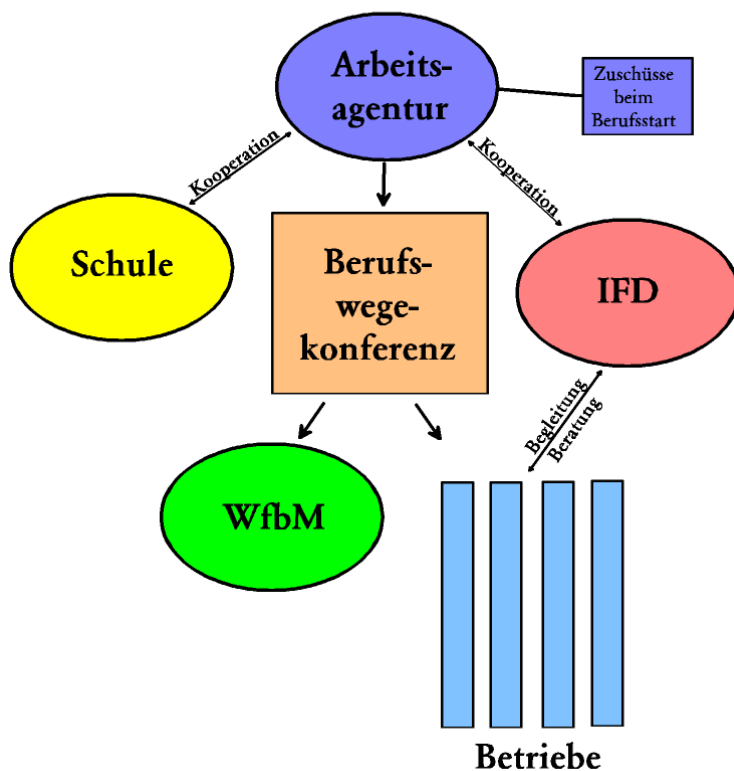 Arbeits-
agentur
Zuschüsse
beim
Berufsstart
Kooperation
Kooperation
Schule
Berufs-
wege-
konferenz
IFD
Begleitung
Beratung
WfbM
Betriebe